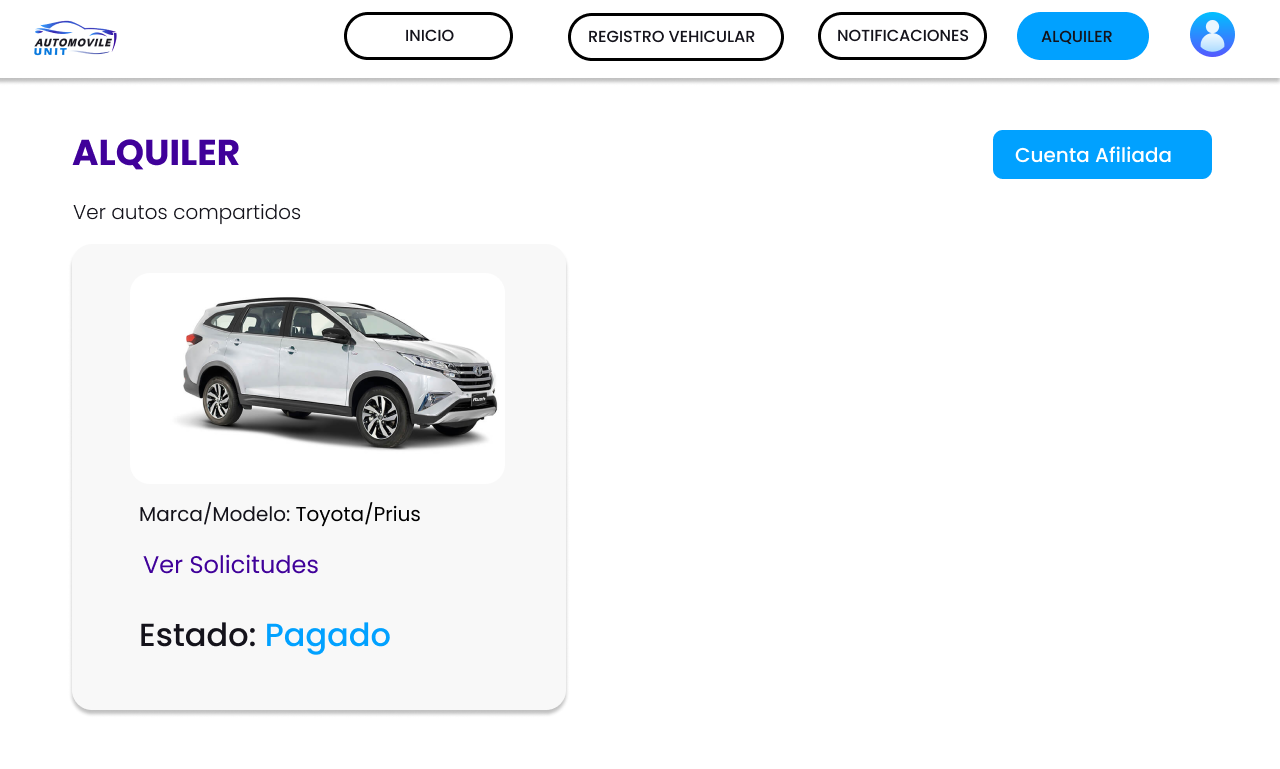 AUTOMOVILE
UNIT
INICIO
REGISTRO VEHICULAR
NOTIFICACIONES
ALQUILER
ALQUILER
Cuenta Afiliada
Ver autos compartidos
Marca/Modelo: Toyota/Prius
Ver Solicitudes
Estado: Pagado